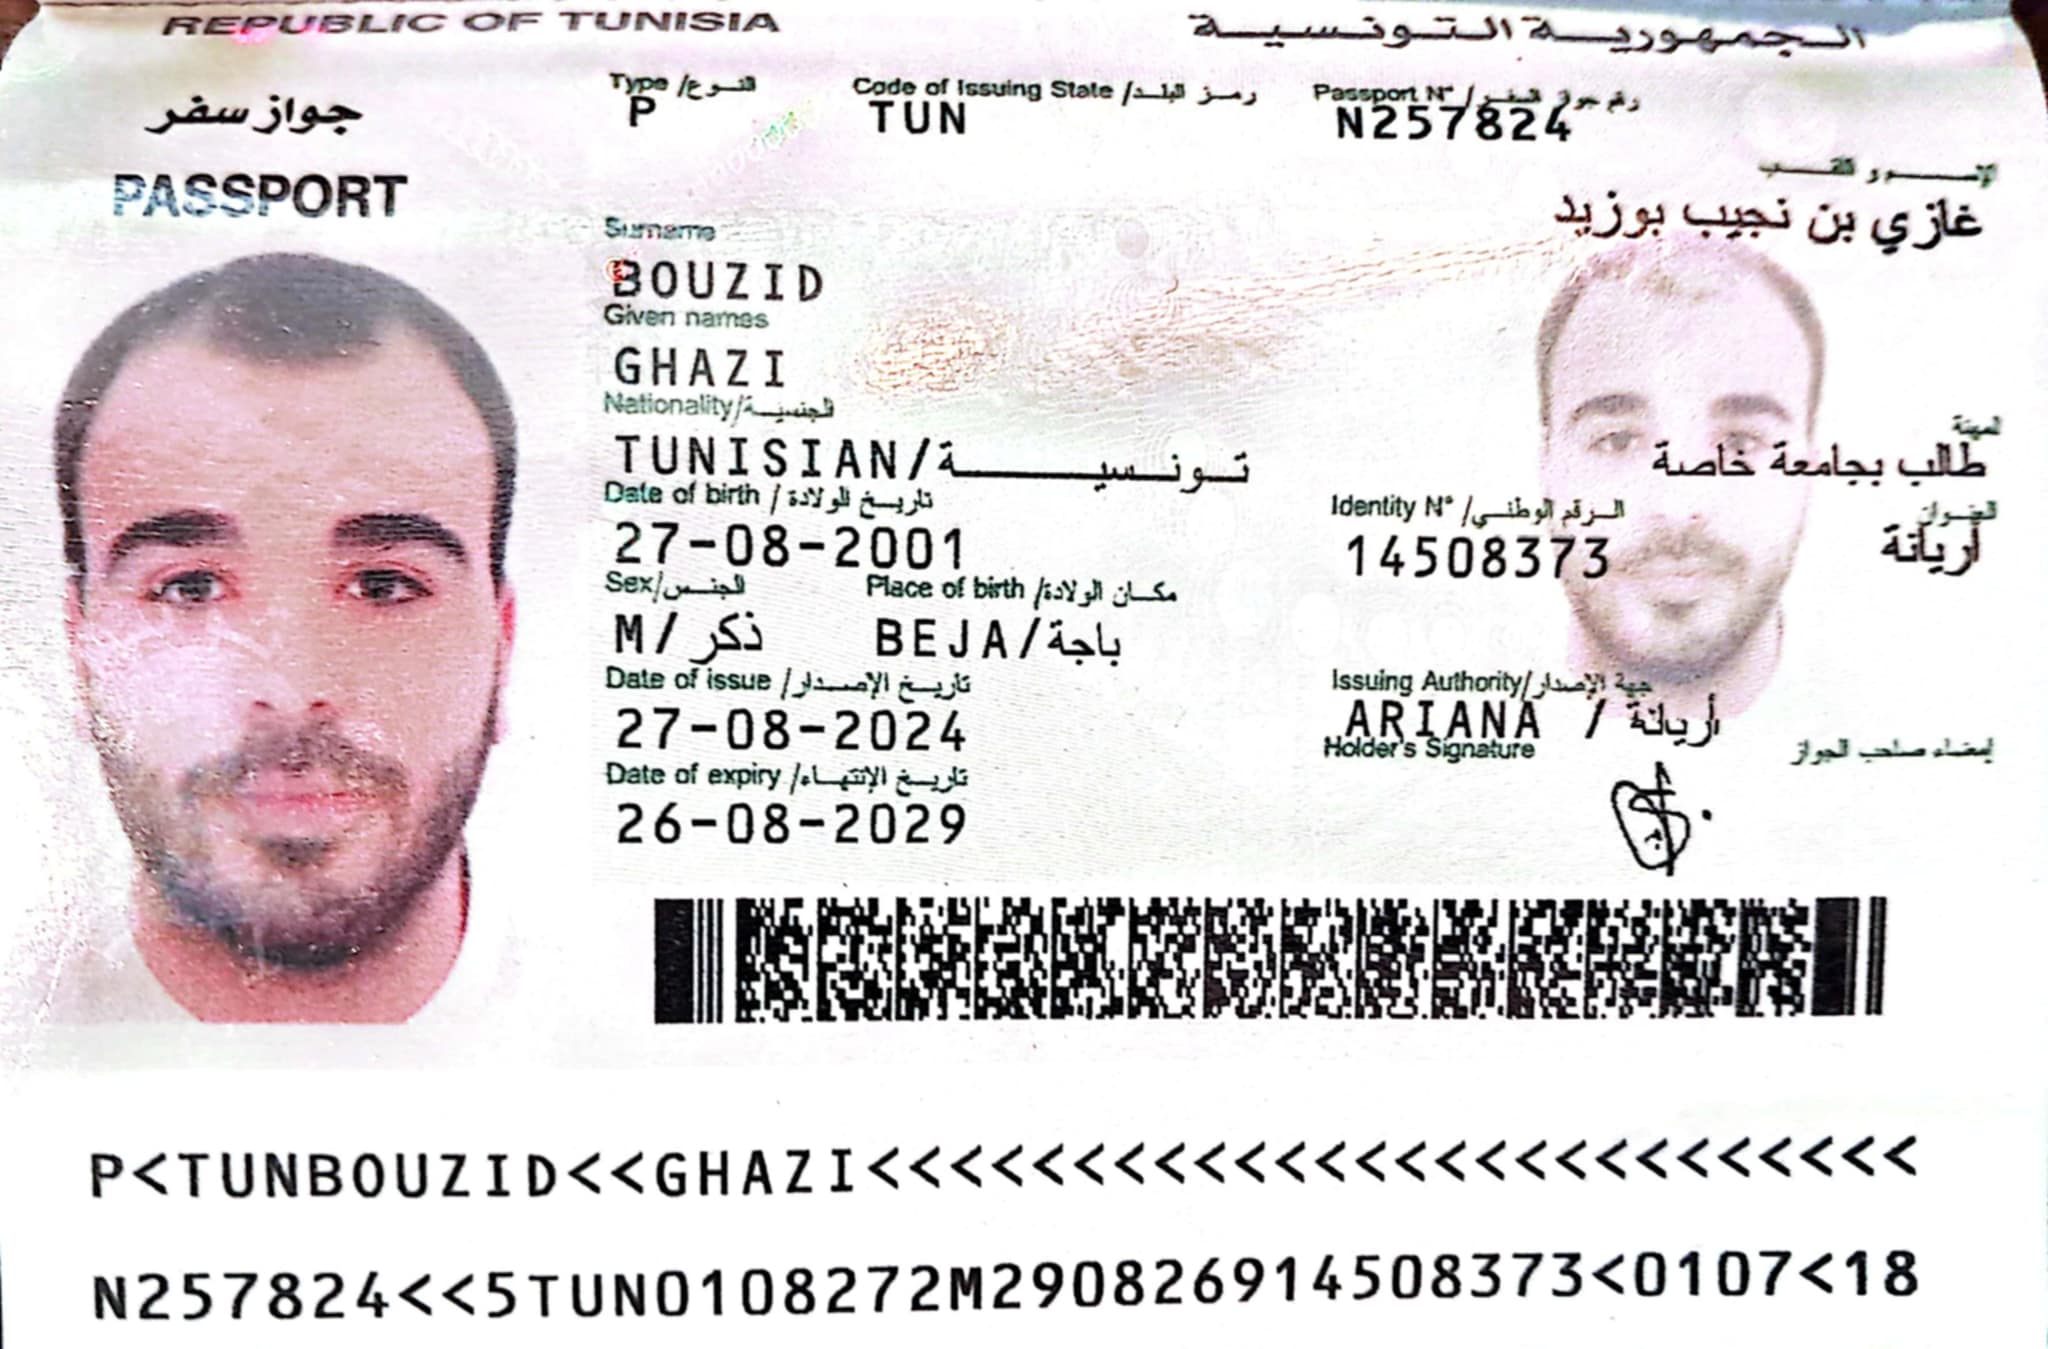 REPUBLIC OF TUNISIA
الجمهورية التونسية
جواز سفر
PASSPORT
Type / النوع
P
Code of Issuing State / رمز البلد
TUN
Passport N° / رقم جواز السفر
N257824
الإسم و اللقب
غازي بن نجيب بوزيد
Surname
BOUZID
Given names
GHAZI
Nationality / الجنسية
TUNISIAN / تونسية
المهنة
طالب بجامعة خاصة
Date of birth / تاريخ الولادة
27-08-2001
Identity N° / الرقم الوطني
14508373
العنوان
أريانة
Sex / الجنس
M / ذكر
Place of birth / مكان الولادة
BEJA / باجة
Date of issue / تاريخ الإصدار
27-08-2024
Issuing Authority / جهة الإصدار
ARIANA / أريانة
Date of expiry / تاريخ الإنتهاء
26-08-2029
Holder's Signature
إمضاء صاحب الجواز
P<TUNBOUZID<<GHAZI<<<<<<<<<<<<<<<<<<<<<<<<<<
N257824<<5TUN0108272M290826914508373<0107<18